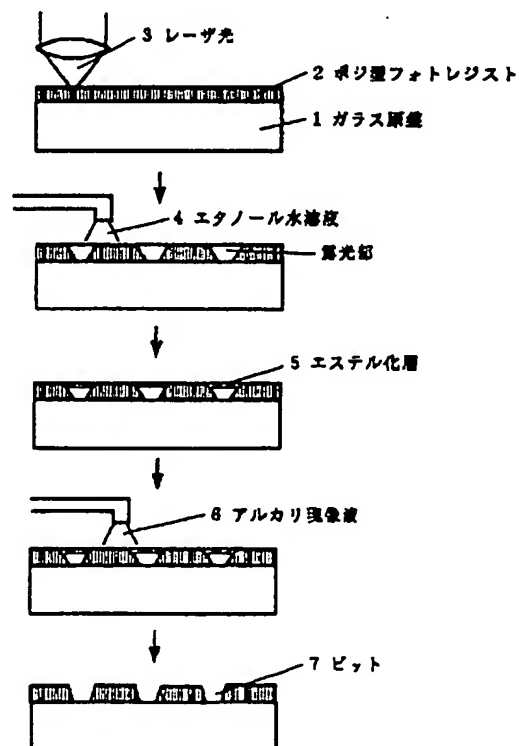 3 レーザ光
2 ポジ型フォトレジスト
1 ガラス原盤
4 エタノール水溶液
露光部
5 エステル化層
6 アルカリ現像液
7 ピット